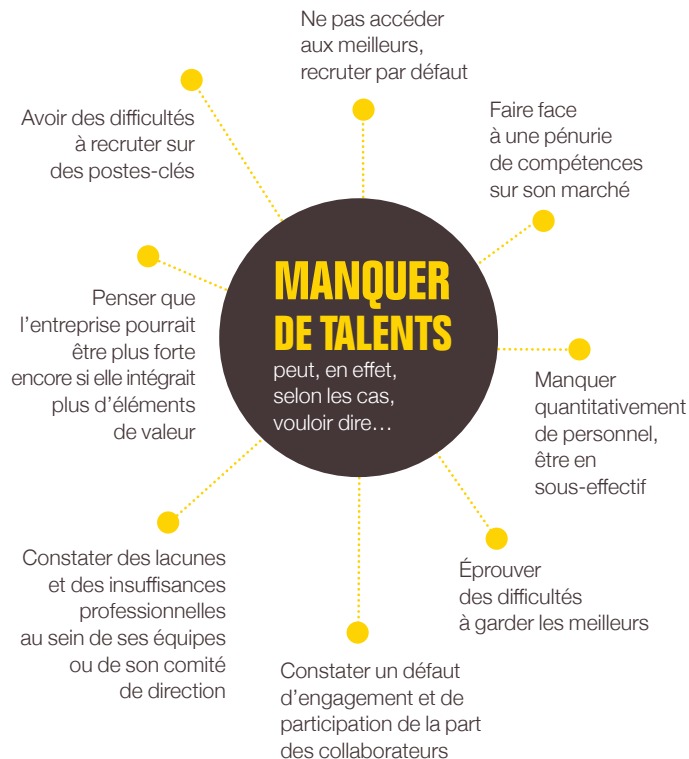 Ne pas accéder
aux meilleurs,
recruter par défaut
Faire face
à une pénurie
de compétences
sur son marché
Manquer
quantitativement
de personnel,
être en
sous-effectif
Éprouver
des difficultés
à garder les meilleurs
Constater un défaut
d’engagement et de
participation de la part
des collaborateurs
Constater des lacunes
et des insuffisances
professionnelles
au sein de ses équipes
ou de son comité
de direction
Penser que
l’entreprise pourrait
être plus forte
encore si elle intégrait
plus d’éléments
de valeur
Avoir des difficultés
à recruter sur
des postes-clés
MANQUER
DE TALENTS
peut, en effet,
selon les cas,
vouloir dire…